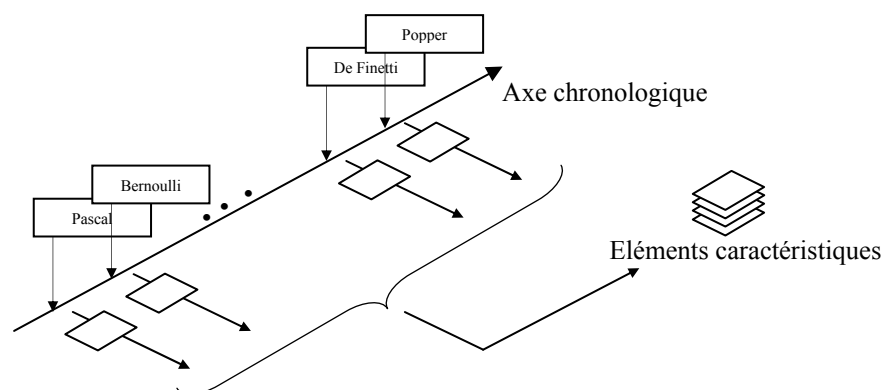 Popper
De Finetti
Axe chronologique
Bernoulli
Pascal
Eléments caractéristiques